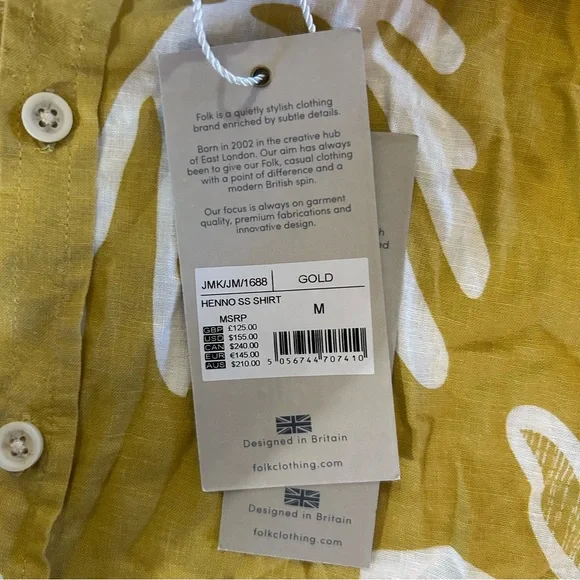 Folk is a quietly stylish clothing
brand enriched by subtle details.
Born in 2002 in the creative hub
of East London. Our aim has always
been to give our Folk, casual clothing
with a point of difference and a
modern British spin.
Our focus is always on garment
quality, premium fabrications and
innovative design.
JMK/JM/1688 GOLD
HENNO SS SHIRT
M
MSRP
GBP £125.00
USD $155.00
CAN $240.00
EUR €145.00
AUS $210.00
5 056744 707410
Designed in Britain
folkclothing.com
Designed in Britain
folkclothing.com